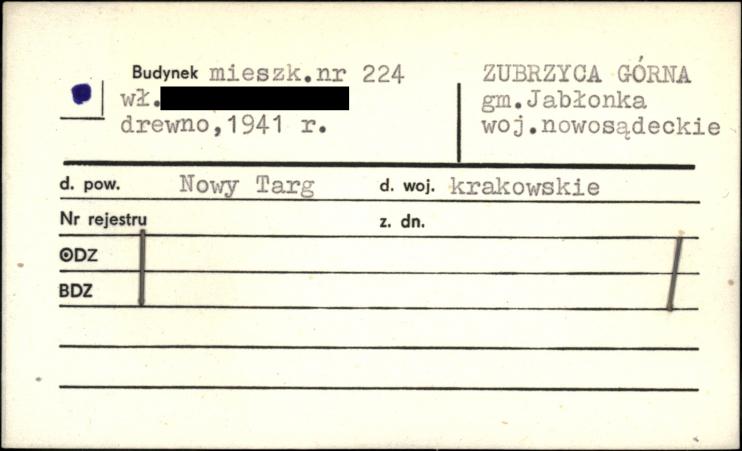 Budynek mieszk.nr 224
wł.
drewno,1941 r.
ZUBRZYCA GÓRNA
gm.Jabłonka
woj.nowosądeckie
d. pow. Nowy Targ d. woj. krakowskie
Nr rejestru z. dn.
ODZ
BDZ